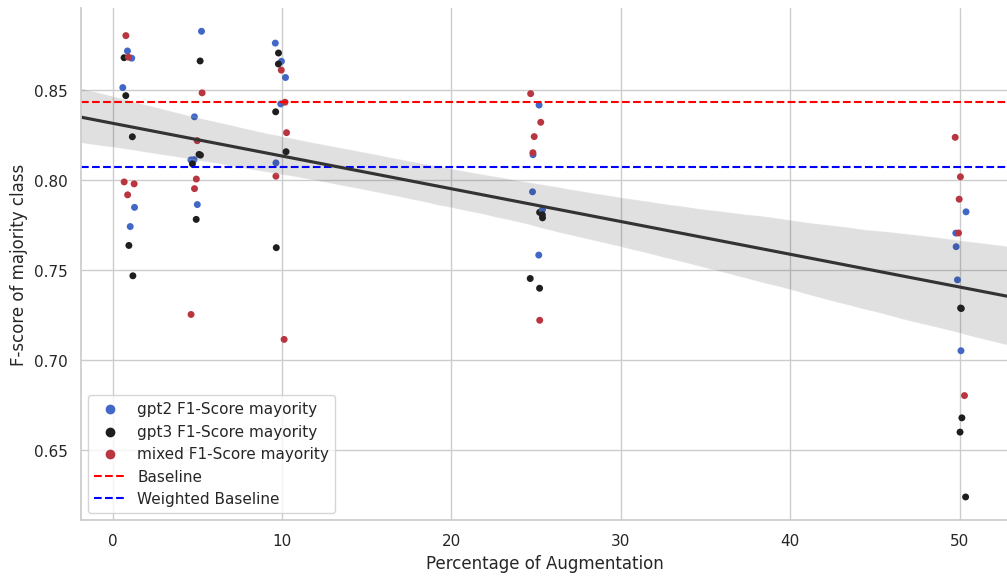 F-score of majority class
0.85
0.80
0.75
0.70
0.65
gpt2 F1-Score mayority
gpt3 F1-Score mayority
mixed F1-Score mayority
Baseline
Weighted Baseline
0 10 20 30 40 50
Percentage of Augmentation